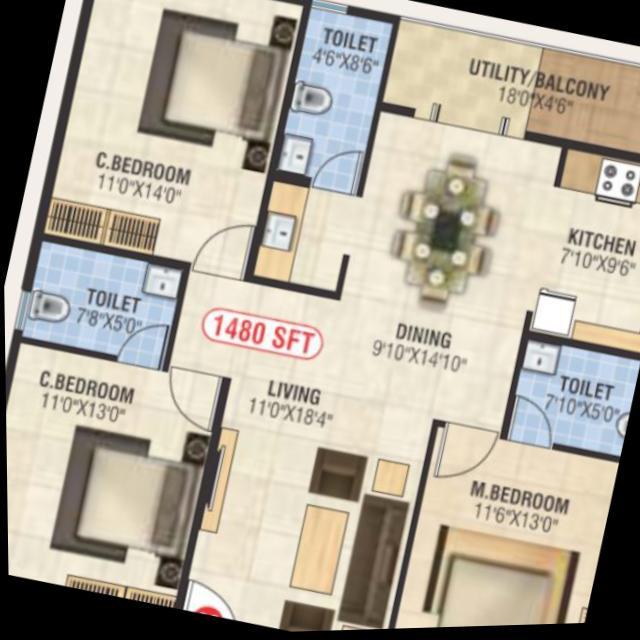 TOILET
4'6"X8'6"
UTILITY/BALCONY
18'0"X4'6"
C.BEDROOM
11'0"X14'0"
KITCHEN
7'10"X9'6"
TOILET
7'8"X5'0"
1480 SFT
DINING
9'10"X14'10"
C.BEDROOM
11'0"X13'0"
LIVING
11'0"X18'4"
TOILET
7'10"X5'0"
M.BEDROOM
11'6"X13'0"